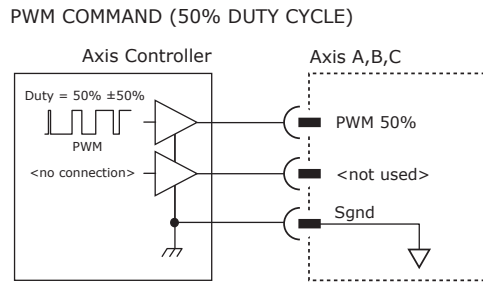 PWM COMMAND (50% DUTY CYCLE)
Axis Controller
Axis A,B,C
Duty = 50% ±50%
PWM
PWM 50%
<no connection>
<not used>
Sgnd